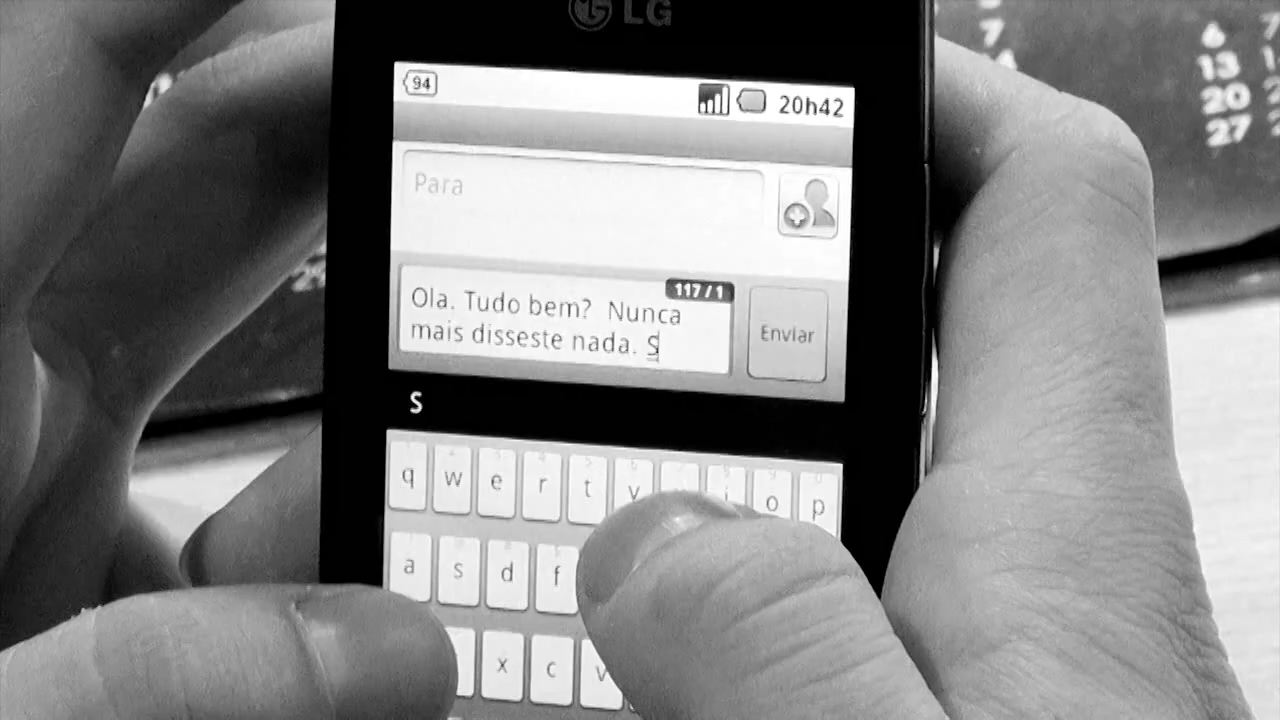 LG
94
20h42
Para
117/1
Ola. Tudo bem?  Nunca
mais disseste nada. S
Enviar
S
q w e r t y i o p
a s d f
x c v
6 7
13
20
27